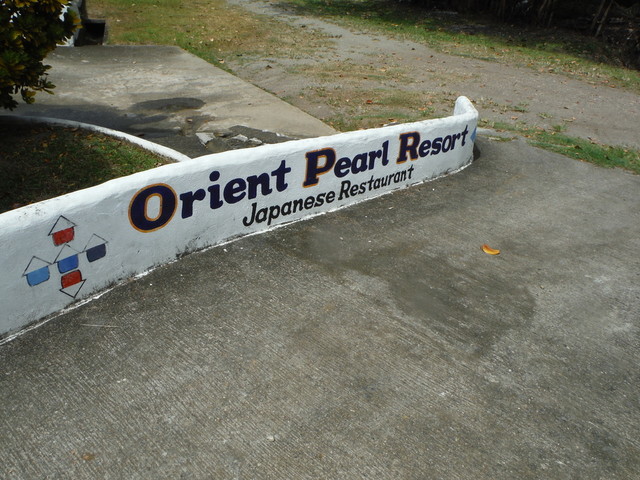 Orient Pearl Resort
Japanese Restaurant